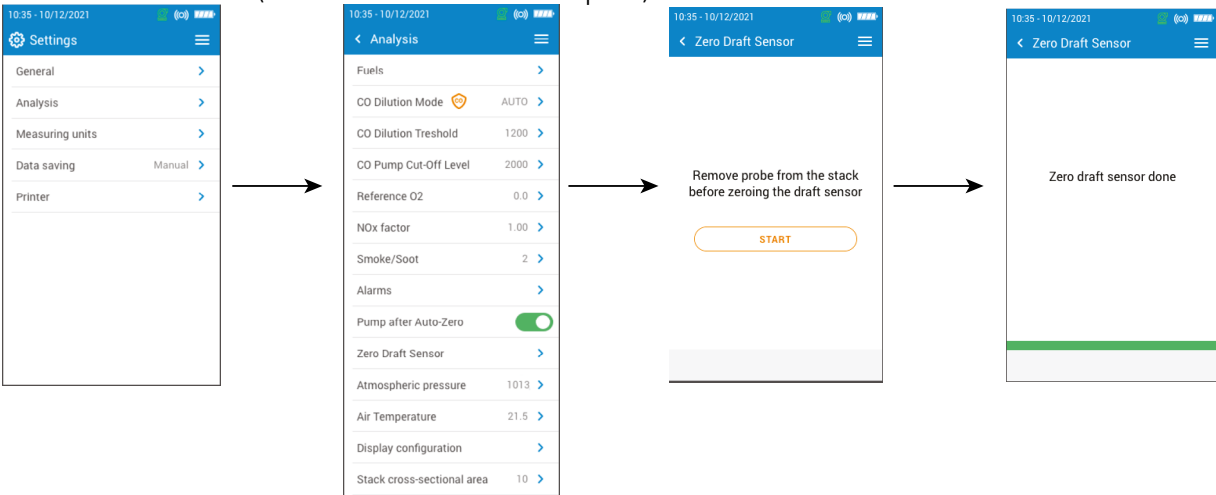 10:35 - 10/12/2021
Settings
General
Analysis
Measuring units
Data saving Manual
Printer
10:35 - 10/12/2021
Analysis
Fuels
CO Dilution Mode CO AUTO
CO Dilution Treshold 1200
CO Pump Cut-Off Level 2000
Reference O2 0.0
NOx factor 1.00
Smoke/Soot 2
Alarms
Pump after Auto-Zero
Zero Draft Sensor
Atmospheric pressure 1013
Air Temperature 21.5
Display configuration
Stack cross-sectional area 10
10:35 - 10/12/2021
Zero Draft Sensor
Remove probe from the stack
before zeroing the draft sensor
START
10:35 - 10/12/2021
Zero Draft Sensor
Zero draft sensor done